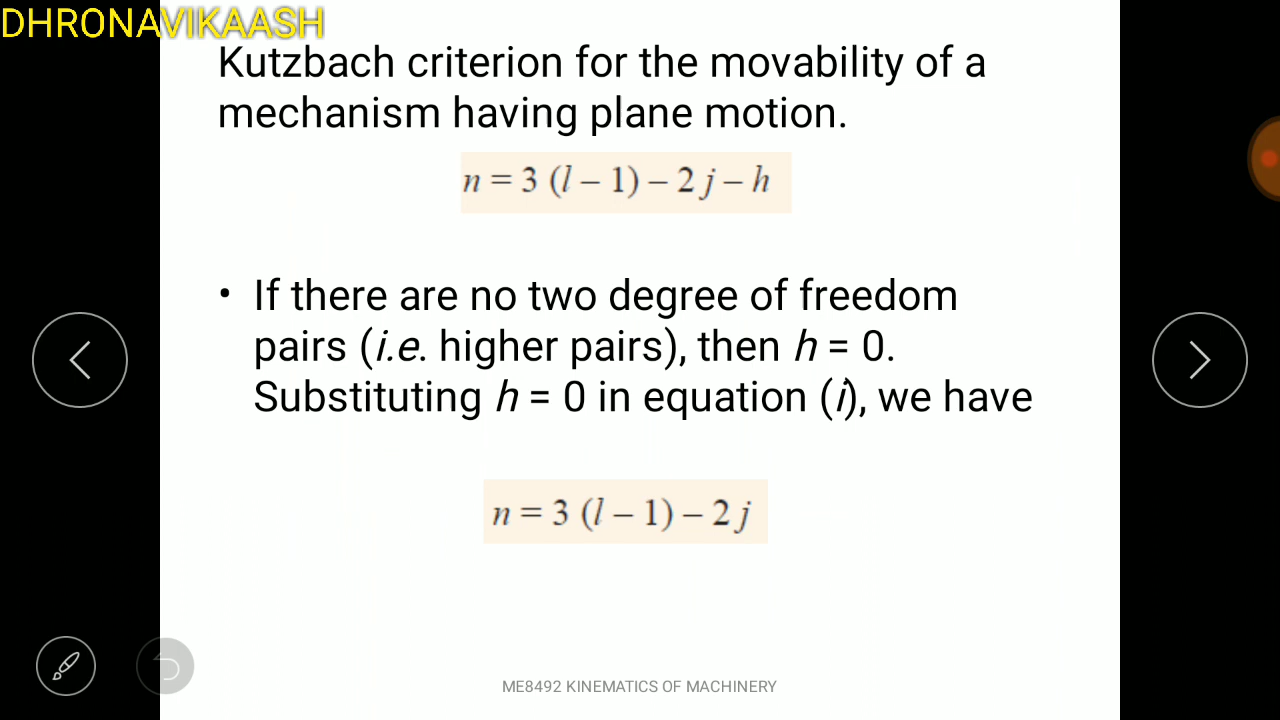 DHRONAVIKAASH
Kutzbach criterion for the movability of a
mechanism having plane motion.
n = 3 (l – 1) – 2 j – h
• If there are no two degree of freedom
pairs (i.e. higher pairs), then h = 0.
Substituting h = 0 in equation (i), we have
n = 3 (l – 1) – 2 j
ME8492 KINEMATICS OF MACHINERY